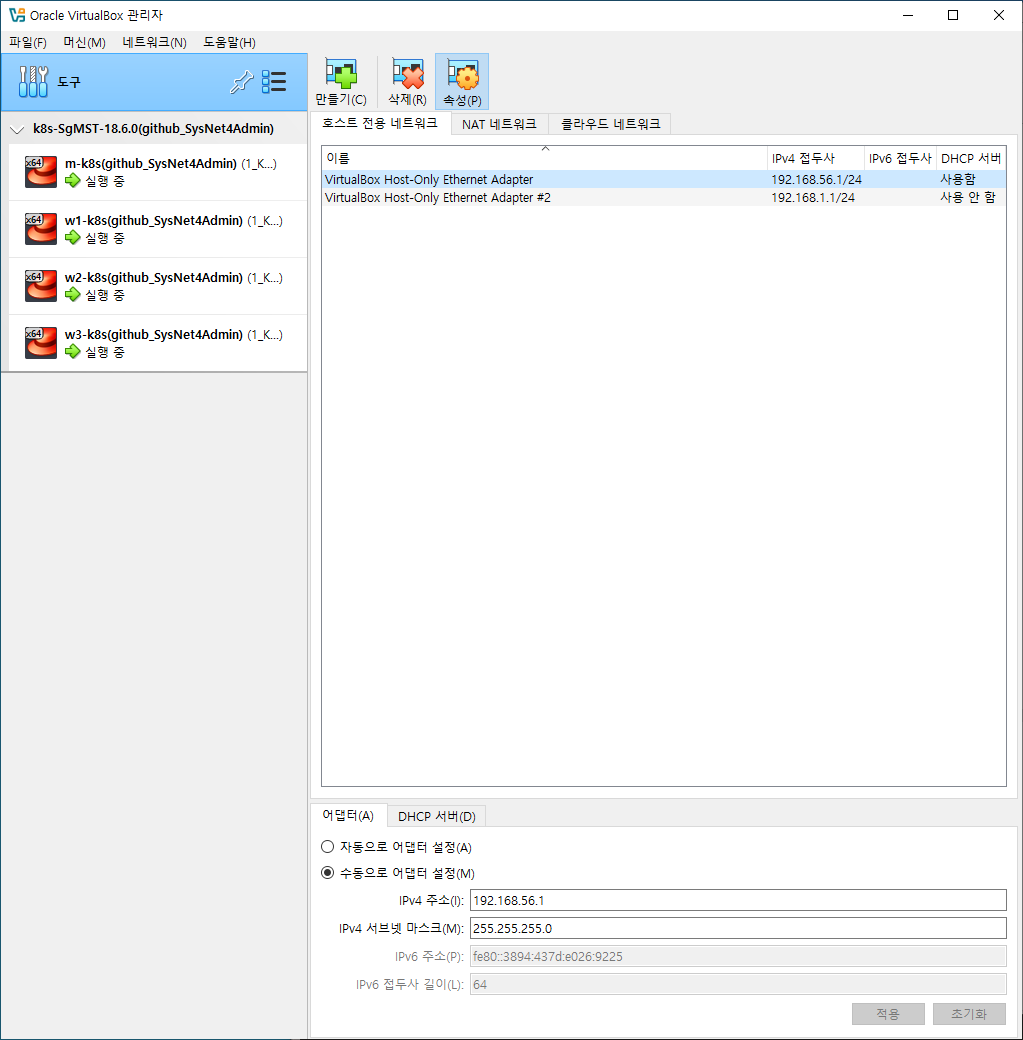 Oracle VirtualBox 관리자
파일(F) 머신(M) 네트워크(N) 도움말(H)
도구
만들기(C) 삭제(R) 속성(P)
k8s-SgMST-18.6.0(github_SysNet4Admin)
x64 m-k8s(github_SysNet4Admin) (1_K...)
실행 중
x64 w1-k8s(github_SysNet4Admin) (1_K...)
실행 중
x64 w2-k8s(github_SysNet4Admin) (1_K...)
실행 중
x64 w3-k8s(github_SysNet4Admin) (1_K...)
실행 중
호스트 전용 네트워크 NAT 네트워크 클라우드 네트워크
이름 IPv4 접두사 IPv6 접두사 DHCP 서버
VirtualBox Host-Only Ethernet Adapter 192.168.56.1/24 사용함
VirtualBox Host-Only Ethernet Adapter #2 192.168.1.1/24 사용 안 함
어댑터(A) DHCP 서버(D)
자동으로 어댑터 설정(A)
수동으로 어댑터 설정(M)
IPv4 주소(I): 192.168.56.1
IPv4 서브넷 마스크(M): 255.255.255.0
IPv6 주소(P): fe80::3894:437d:e026:9225
IPv6 접두사 길이(L): 64
적용 초기화